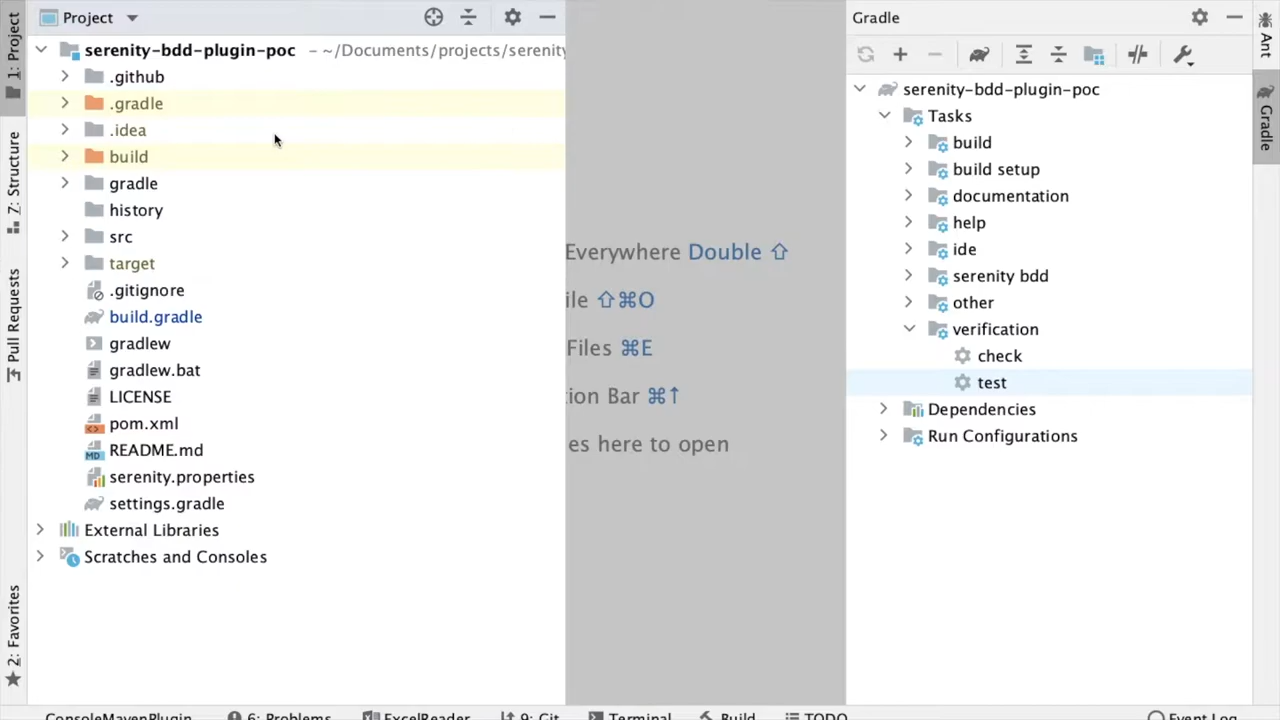 1: Project
Z: Structure
Pull Requests
2: Favorites
Project
serenity-bdd-plugin-poc – ~/Documents/projects/serenity
.github
.gradle
.idea
build
gradle
history
src
target
.gitignore
build.gradle
gradlew
gradlew.bat
LICENSE
pom.xml
README.md
serenity.properties
settings.gradle
External Libraries
Scratches and Consoles
Everywhere Double ⇧
ile ⇧⌘O
Files ⌘E
ion Bar ⌘↑
es here to open
Gradle
serenity-bdd-plugin-poc
Tasks
build
build setup
documentation
help
ide
serenity bdd
other
verification
check
test
Dependencies
Run Configurations
Ant
Gradle
ConsoleMavenPlugin
6: Problems
ExcelReader
9: Git
Terminal
Build
TODO
Event Log